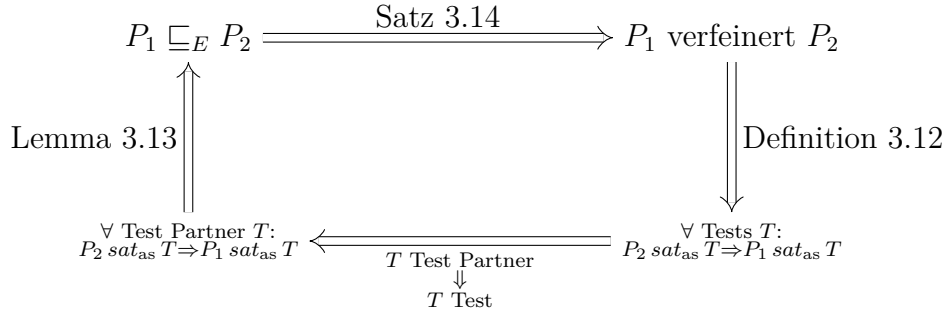 Satz 3.14
P₁ ⊑_E P₂
P₁ verfeinert P₂
Lemma 3.13
Definition 3.12
∀ Test Partner T:
P₂ sat_as T⇒P₁ sat_as T
∀ Tests T:
P₂ sat_as T⇒P₁ sat_as T
T Test Partner
⇓
T Test